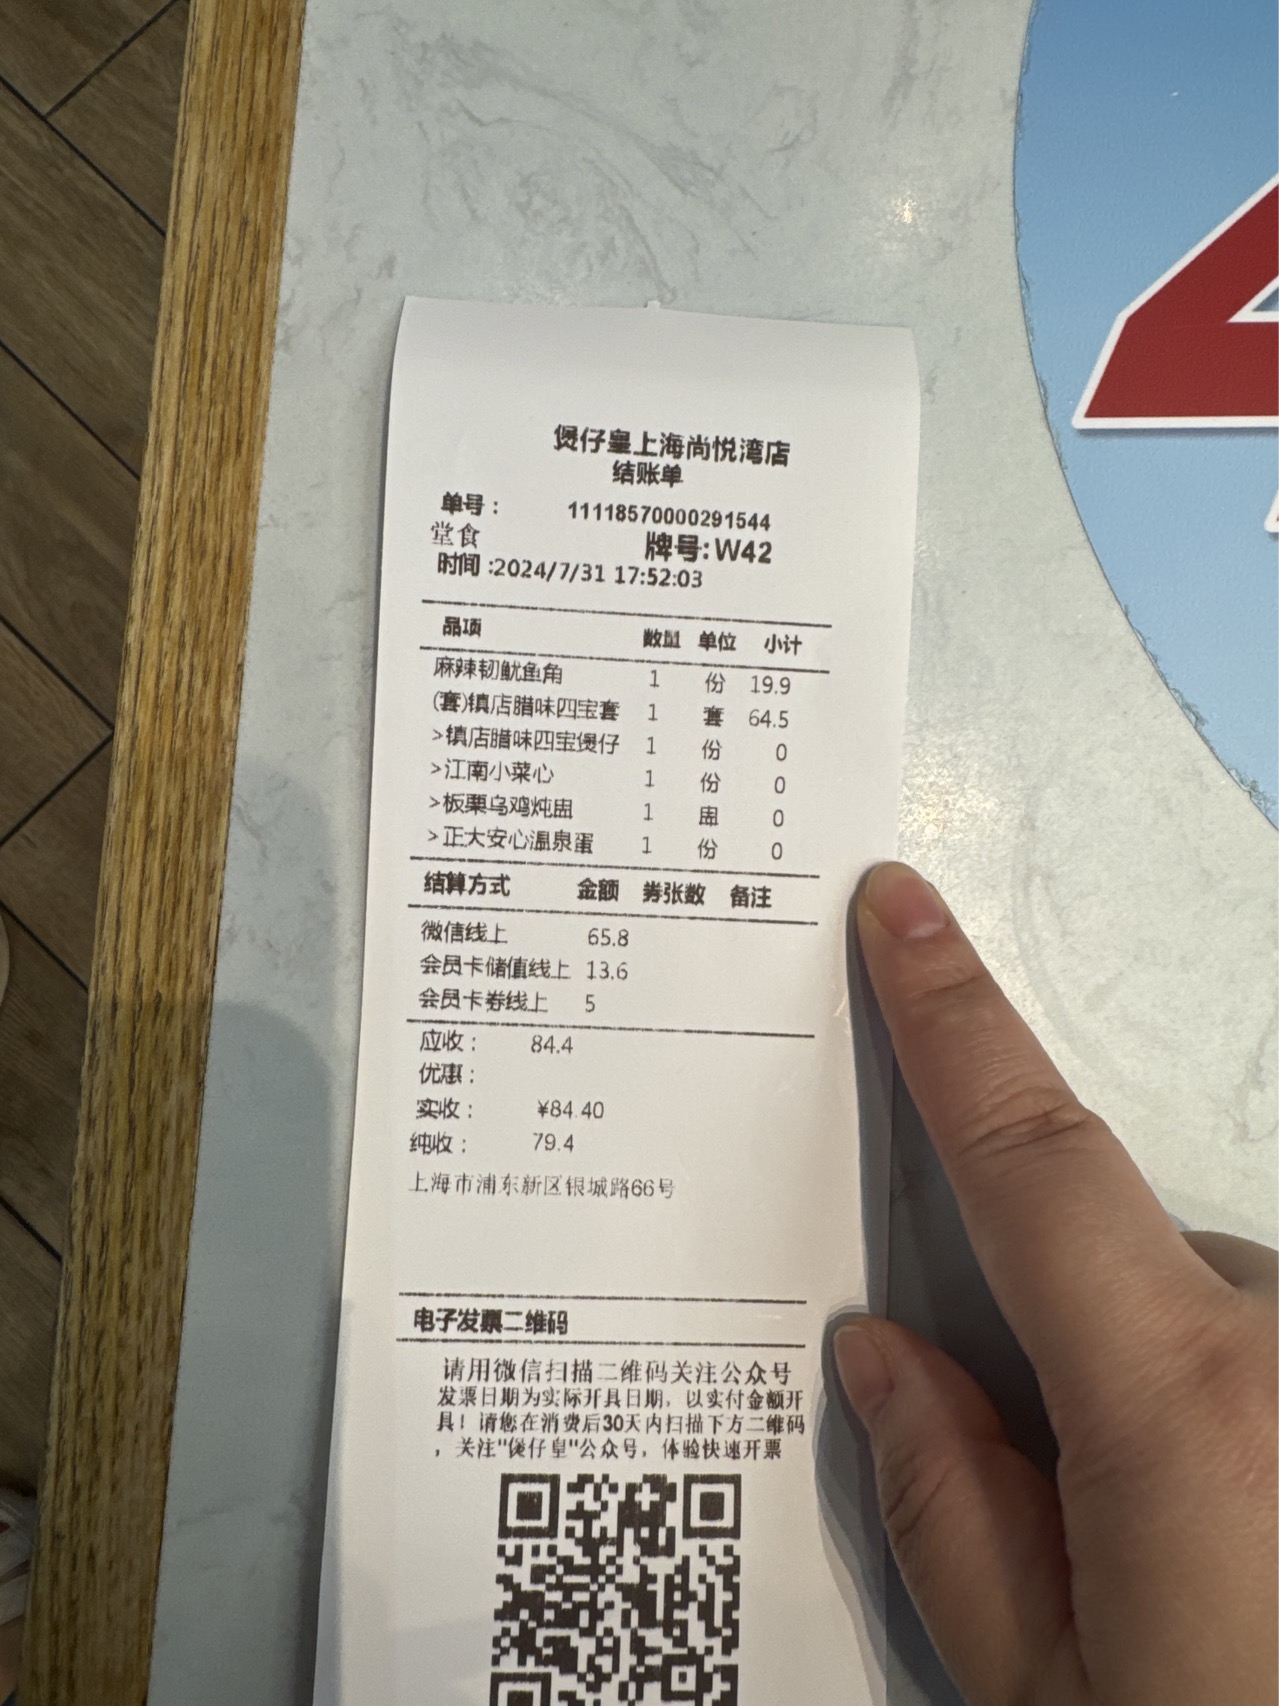 煲仔皇上海尚悦湾店
结账单
单号： 11118570000291544
堂食 牌号:W42
时间 :2024/7/31 17:52:03
品项 数量 单位 小计
麻辣韧鱿鱼角 1 份 19.9
(套)镇店腊味四宝套 1 套 64.5
>镇店腊味四宝煲仔 1 份 0
>江南小菜心 1 份 0
>板栗乌鸡炖盅 1 盅 0
>正大安心温泉蛋 1 份 0
结算方式 金额 券张数 备注
微信线上 65.8
会员卡储值线上 13.6
会员卡券线上 5
应收： 84.4
优惠：
实收： ¥84.40
纯收： 79.4
上海市浦东新区银城路66号
电子发票二维码
请用微信扫描二维码关注公众号
发票日期为实际开具日期，以实付金额开
具！请您在消费后30天内扫描下方二维码
，关注"煲仔皇"公众号，体验快速开票
4